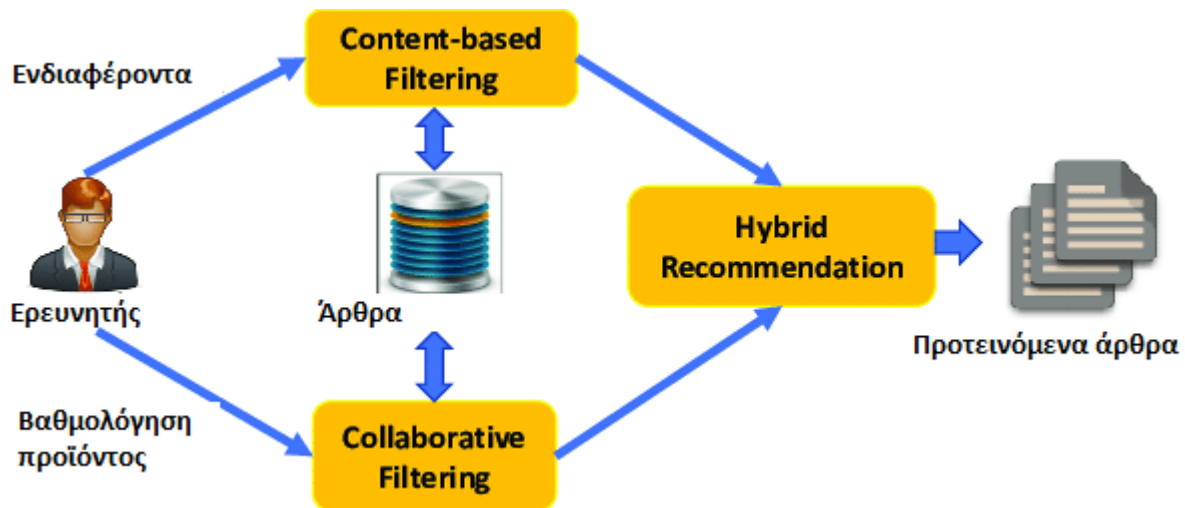 Content-based
Filtering
Ενδιαφέροντα
Ερευνητής
Άρθρα
Hybrid
Recommendation
Προτεινόμενα άρθρα
Βαθμολόγηση
προϊόντος
Collaborative
Filtering